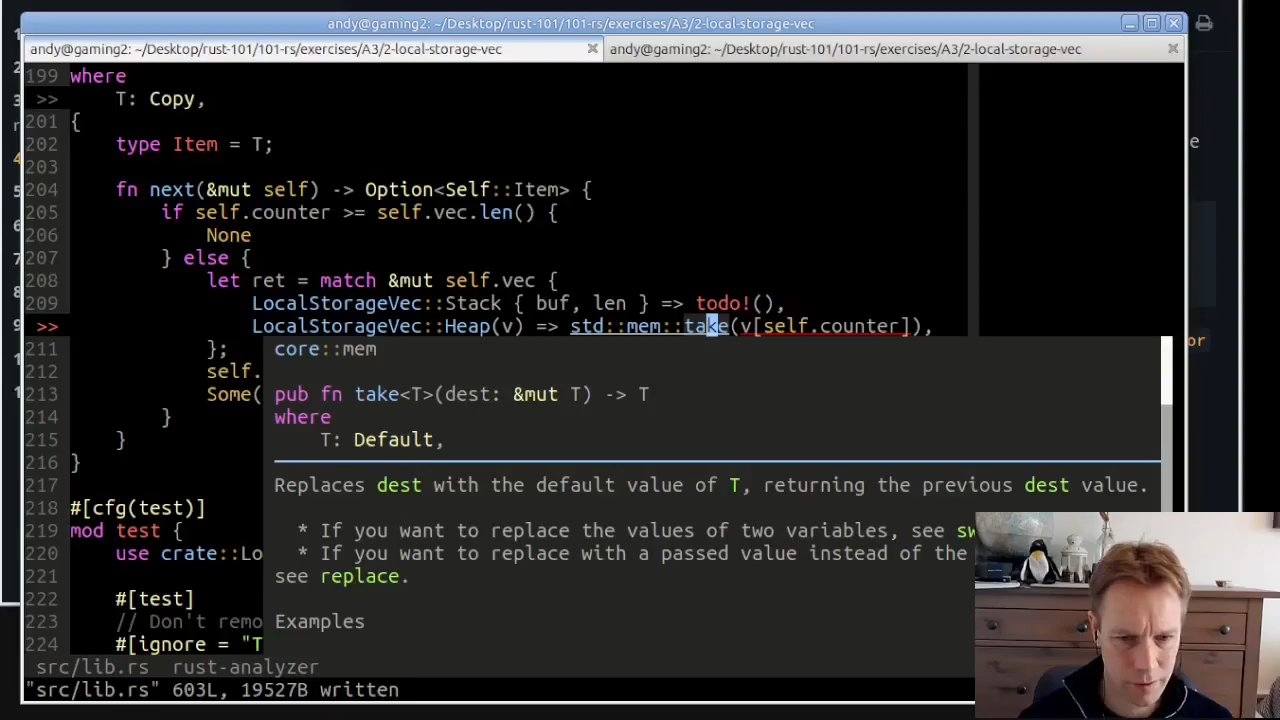 andy@gaming2: ~/Desktop/rust-101/101-rs/exercises/A3/2-local-storage-vec
andy@gaming2: ~/Desktop/rust-101/101-rs/exercises/A3/2-local-storage-vec
andy@gaming2: ~/Desktop/rust-101/101-rs/exercises/A3/2-local-storage-vec
199 where
>> T: Copy,
201 {
202 type Item = T;
203
204 fn next(&mut self) -> Option<Self::Item> {
205 if self.counter >= self.vec.len() {
206 None
207 } else {
208 let ret = match &mut self.vec {
209 LocalStorageVec::Stack { buf, len } => todo!(),
>> LocalStorageVec::Heap(v) => std::mem::take(v[self.counter]),
211 };
212 self.
213 Some(
214 }
215 }
216 }
217
218 #[cfg(test)]
219 mod test {
220 use crate::Lo
221
222 #[test]
223 // Don't remo
224 #[ignore = "T
core::mem
pub fn take<T>(dest: &mut T) -> T
where
T: Default,
Replaces dest with the default value of T, returning the previous dest value.
* If you want to replace the values of two variables, see sw
* If you want to replace with a passed value instead of the
see replace.
Examples
src/lib.rs rust-analyzer
"src/lib.rs" 603L, 19527B written
e
or